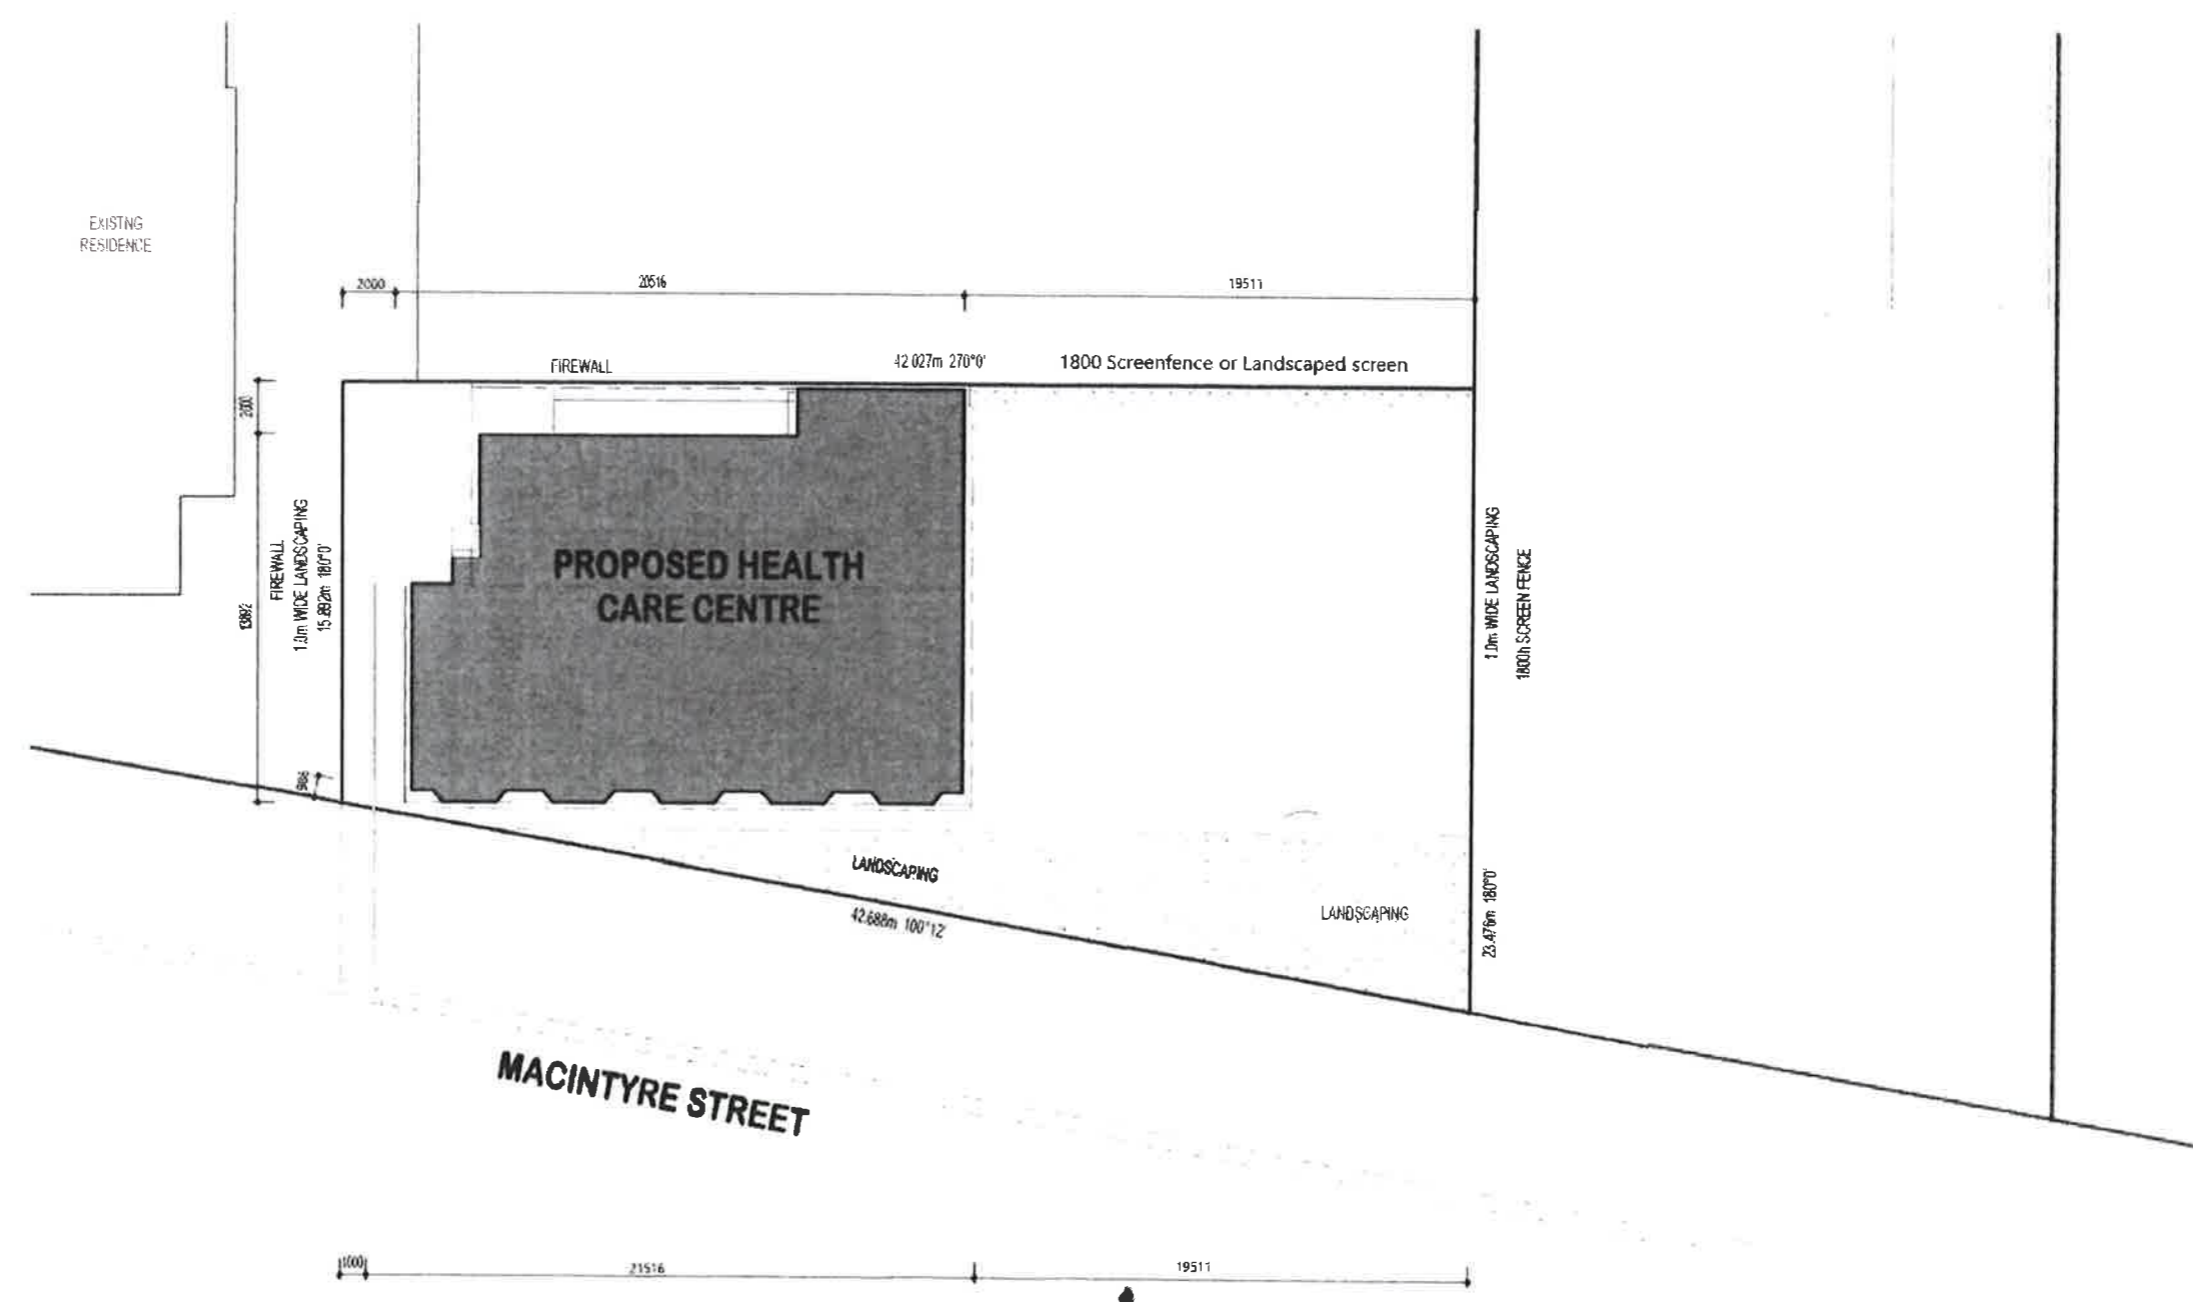 EXISTNG
RESIDENCE
2000
20516
19511
FIREWALL
42.027m 270°0'
1800 Screenfence or Landscaped screen
2000
13892
FIREWALL
1.0m WIDE LANDSCAPING
15.892m 180°0'
PROPOSED HEALTH
CARE CENTRE
1.0m WIDE LANDSCAPING
1800h SCREEN FENCE
LANDSCAPING
42.688m 100°12'
LANDSCAPING
23.476m 180°0'
MACINTYRE STREET
1000
21516
19511